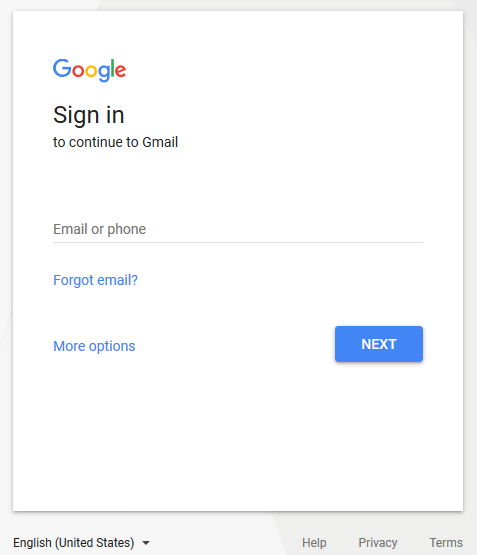 Google
Sign in
to continue to Gmail
Email or phone
Forgot email?
More options NEXT
English (United States) Help Privacy Terms